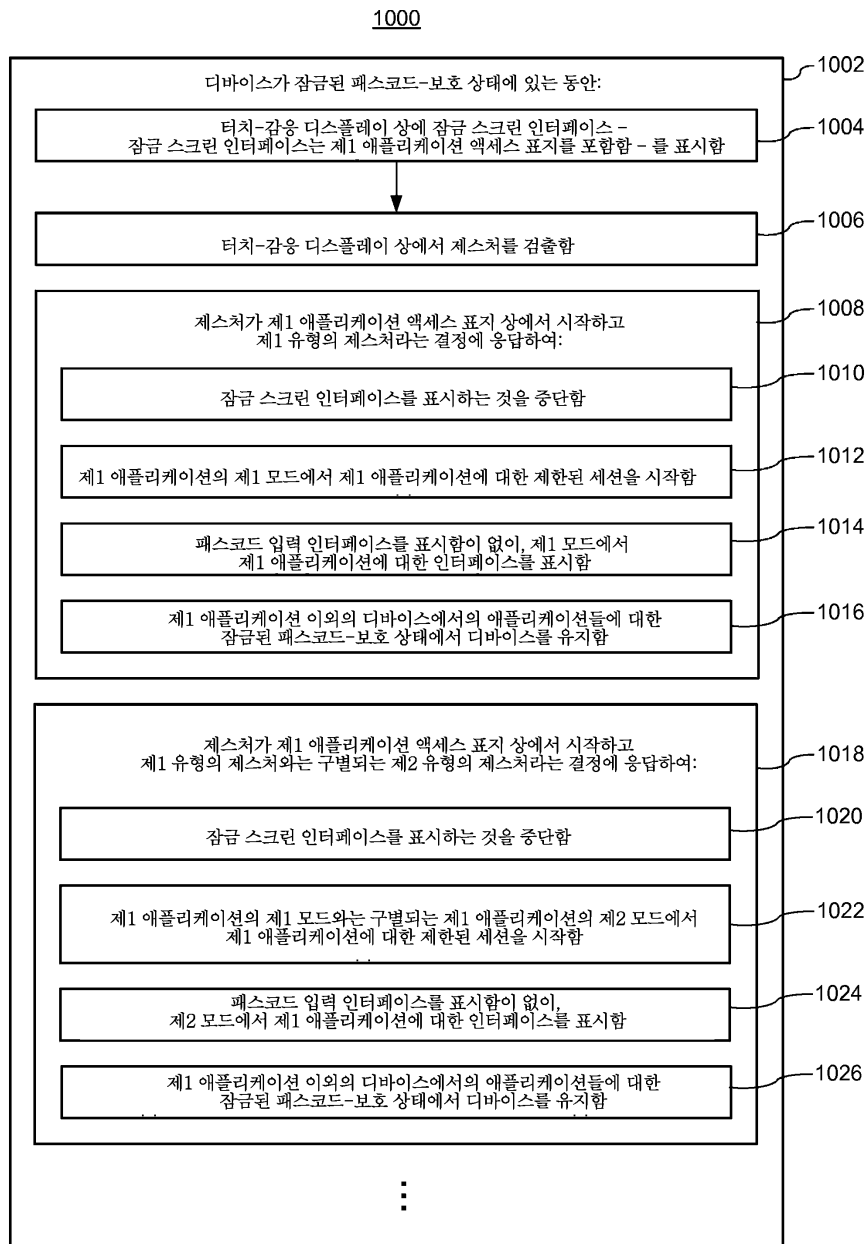 1000
디바이스가 잠금된 패스코드-보호 상태에 있는 동안:
1002
터치-감응 디스플레이 상에 잠금 스크린 인터페이스 -
잠금 스크린 인터페이스는 제1 애플리케이션 액세스 표지를 포함함 - 를 표시함
1004
터치-감응 디스플레이 상에서 제스처를 검출함
1006
제스처가 제1 애플리케이션 액세스 표지 상에서 시작하고
제1 유형의 제스처라는 결정에 응답하여:
1008
잠금 스크린 인터페이스를 표시하는 것을 중단함
1010
제1 애플리케이션의 제1 모드에서 제1 애플리케이션에 대한 제한된 세션을 시작함
1012
패스코드 입력 인터페이스를 표시함이 없이, 제1 모드에서
제1 애플리케이션에 대한 인터페이스를 표시함
1014
제1 애플리케이션 이외의 디바이스에서의 애플리케이션들에 대한
잠금된 패스코드-보호 상태에서 디바이스를 유지함
1016
제스처가 제1 애플리케이션 액세스 표지 상에서 시작하고
제1 유형의 제스처와는 구별되는 제2 유형의 제스처라는 결정에 응답하여:
1018
잠금 스크린 인터페이스를 표시하는 것을 중단함
1020
제1 애플리케이션의 제1 모드와는 구별되는 제1 애플리케이션의 제2 모드에서
제1 애플리케이션에 대한 제한된 세션을 시작함
1022
패스코드 입력 인터페이스를 표시함이 없이,
제2 모드에서 제1 애플리케이션에 대한 인터페이스를 표시함
1024
제1 애플리케이션 이외의 디바이스에서의 애플리케이션들에 대한
잠금된 패스코드-보호 상태에서 디바이스를 유지함
1026